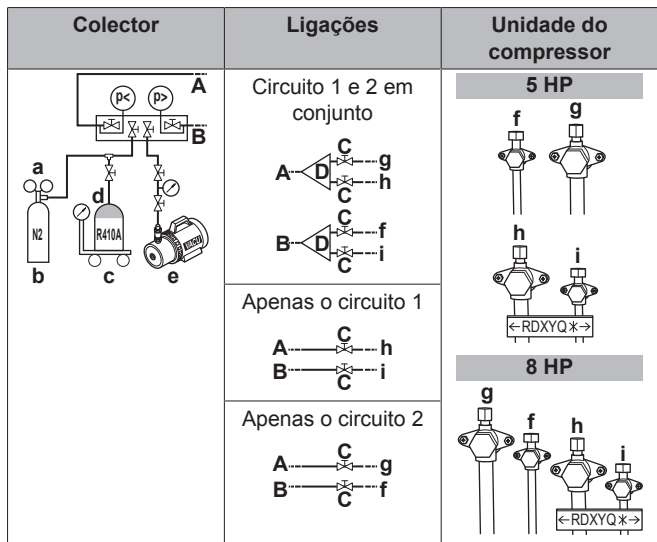 Colector
Ligações
Unidade do
compressor
p<
p>
A
B
a
N2
b
d
R410A
c
VACU
e
Circuito 1 e 2 em
conjunto
C
A D g
h
C
C
B D f
i
C
Apenas o circuito 1
C
A h
B i
C
Apenas o circuito 2
C
A g
B f
C
5 HP
f g
h i
←RDXYQ*→
8 HP
g f h i
←RDXYQ*→